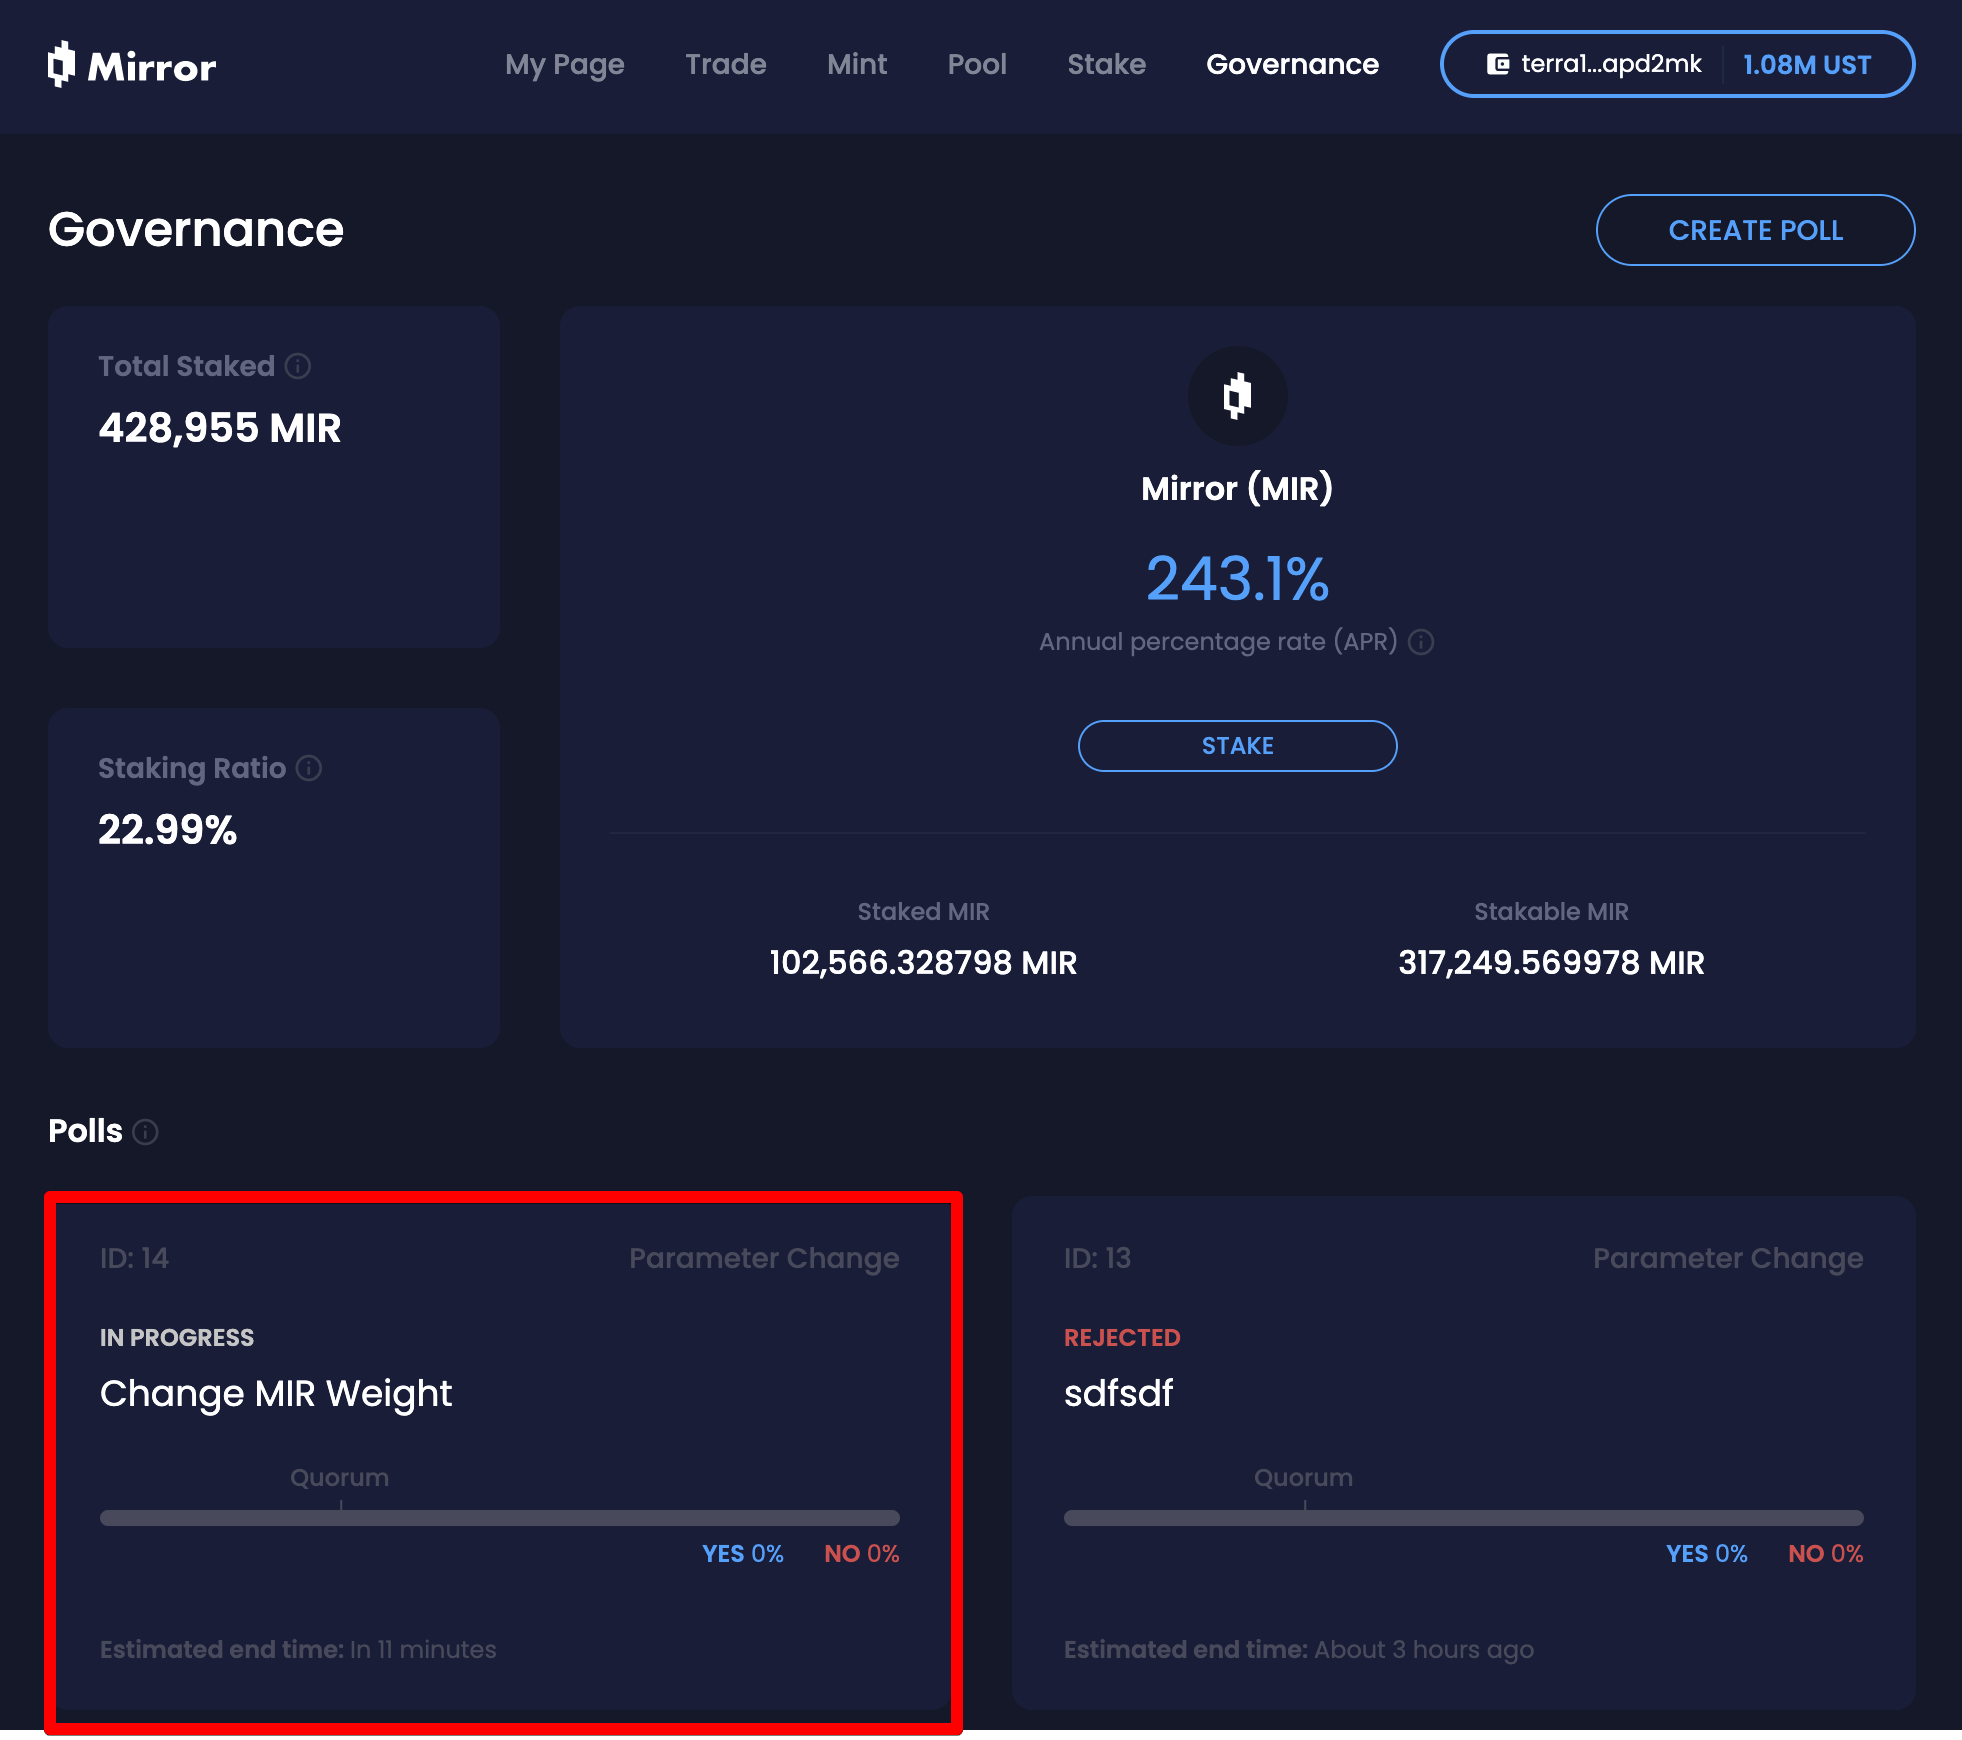 Mirror
My Page Trade Mint Pool Stake Governance terra1...apd2mk 1.08M UST
Governance
CREATE POLL
Total Staked
428,955 MIR
Mirror (MIR)
243.1%
Annual percentage rate (APR)
STAKE
Staking Ratio
22.99%
Staked MIR Stakable MIR
102,566.328798 MIR 317,249.569978 MIR
Polls
ID: 14 Parameter Change
IN PROGRESS
Change MIR Weight
Quorum
YES 0% NO 0%
Estimated end time: In 11 minutes
ID: 13 Parameter Change
REJECTED
sdfsdf
Quorum
YES 0% NO 0%
Estimated end time: About 3 hours ago